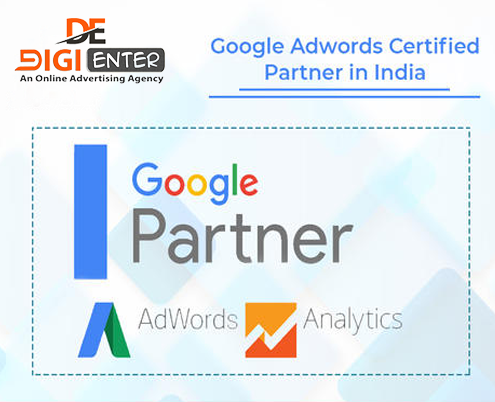 DE
DIGI ENTER
An Online Advertising Agency
Google Adwords Certified
Partner in India
Google
Partner
AdWords Analytics